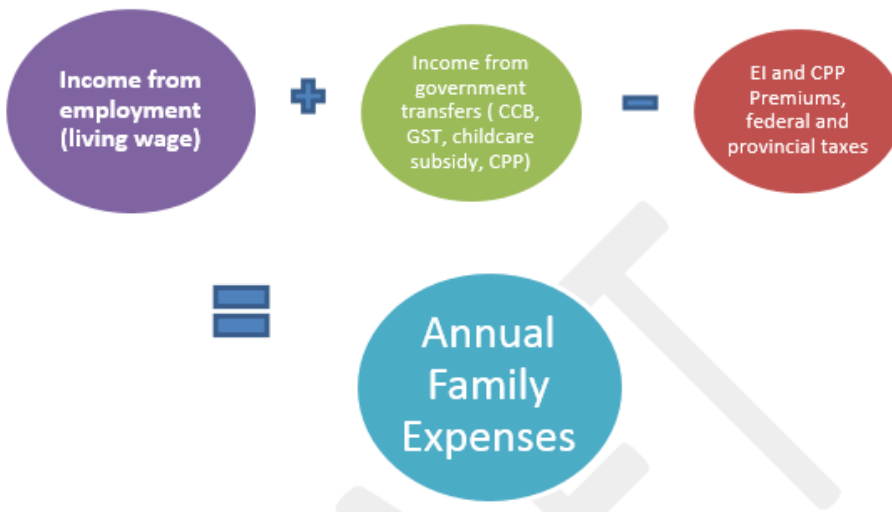 Income from
employment
(living wage)
Income from
government
transfers ( CCB,
GST, childcare
subsidy, CPP)
EI and CPP
Premiums,
federal and
provincial taxes
Annual
Family
Expenses